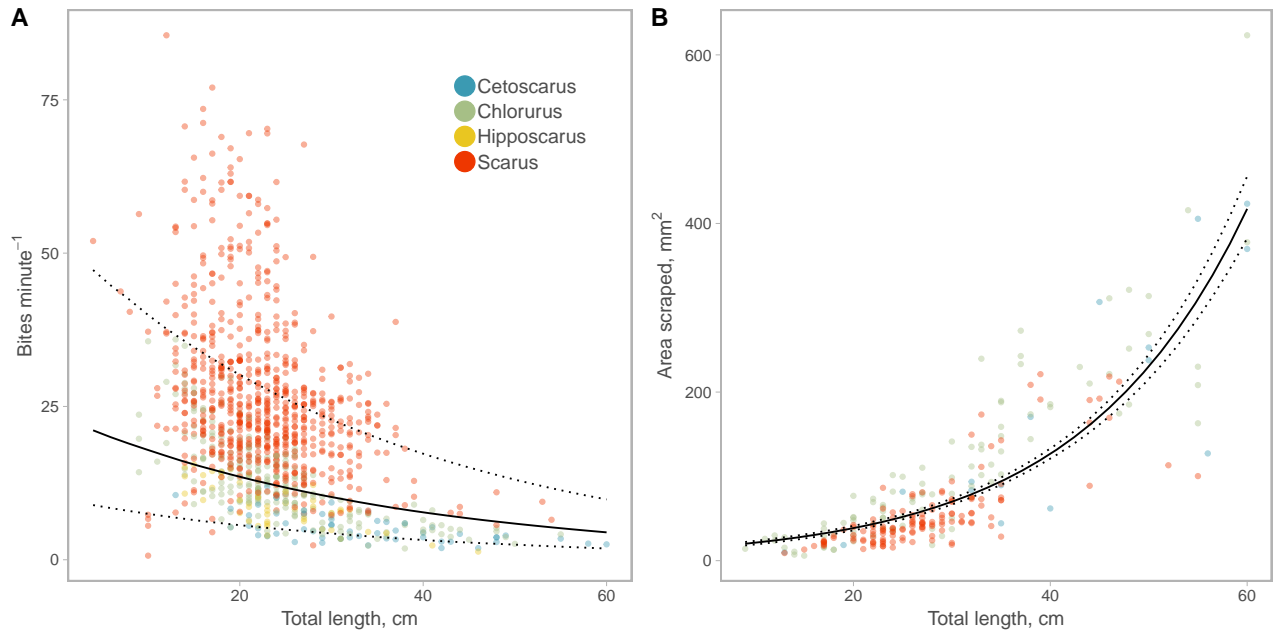 A
Bites minute⁻¹
75
50
25
0
20
40
60
Total length, cm
Cetoscarus
Chlorurus
Hipposcarus
Scarus
B
Area scraped, mm²
600
400
200
0
20
40
60
Total length, cm